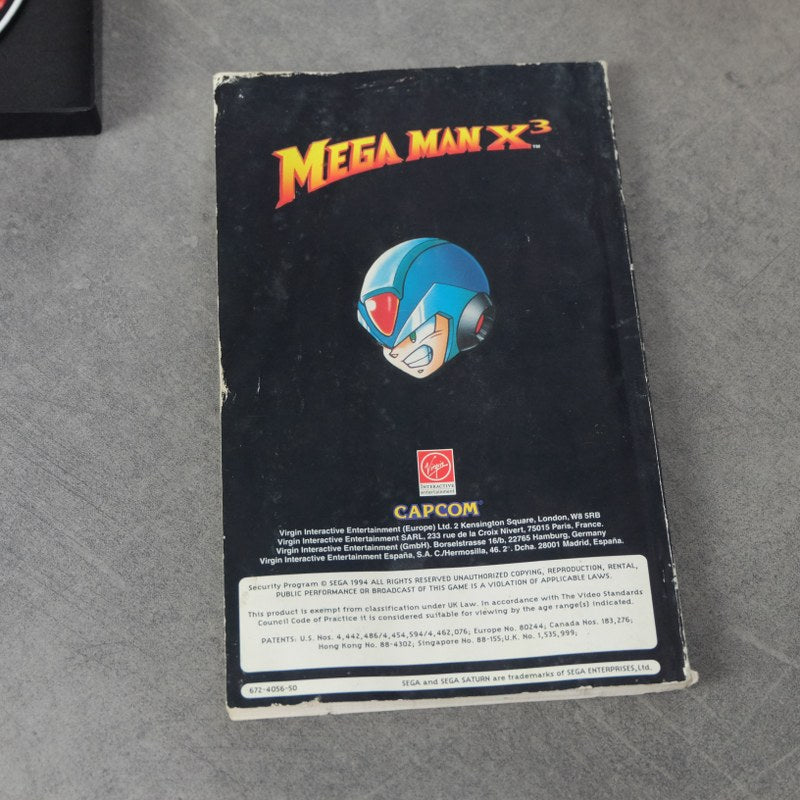 MEGA MAN X3™
Virgin
INTERACTIVE
entertainment
CAPCOM®
Virgin Interactive Entertainment (Europe) Ltd. 2 Kensington Square, London, W8 5RB
Virgin Interactive Entertainment SARL, 233 rue de la Croix Nivert, 75015 Paris, France.
Virgin Interactive Entertainment (GmbH). Borselstrasse 16/b, 22765 Hamburg, Germany
Virgin Interactive Entertainment España, S.A. C./Hermosilla, 46. 2°. Dcha. 28001 Madrid, España.
Security Program © SEGA 1994 ALL RIGHTS RESERVED UNAUTHORIZED COPYING, REPRODUCTION, RENTAL,
PUBLIC PERFORMANCE OR BROADCAST OF THIS GAME IS A VIOLATION OF APPLICABLE LAWS.
This product is exempt from classification under UK Law. In accordance with The Video Standards
Council Code of Practice it is considered suitable for viewing by the age range(s) indicated.
PATENTS: U.S. Nos. 4,442,486/4,454,594/4,462,076; Europe No. 80244; Canada Nos. 183,276;
Hong Kong No. 88-4302; Singapore No. 88-155; U.K. No. 1,535,999;
672-4056-50
SEGA and SEGA SATURN are trademarks of SEGA ENTERPRISES, Ltd.